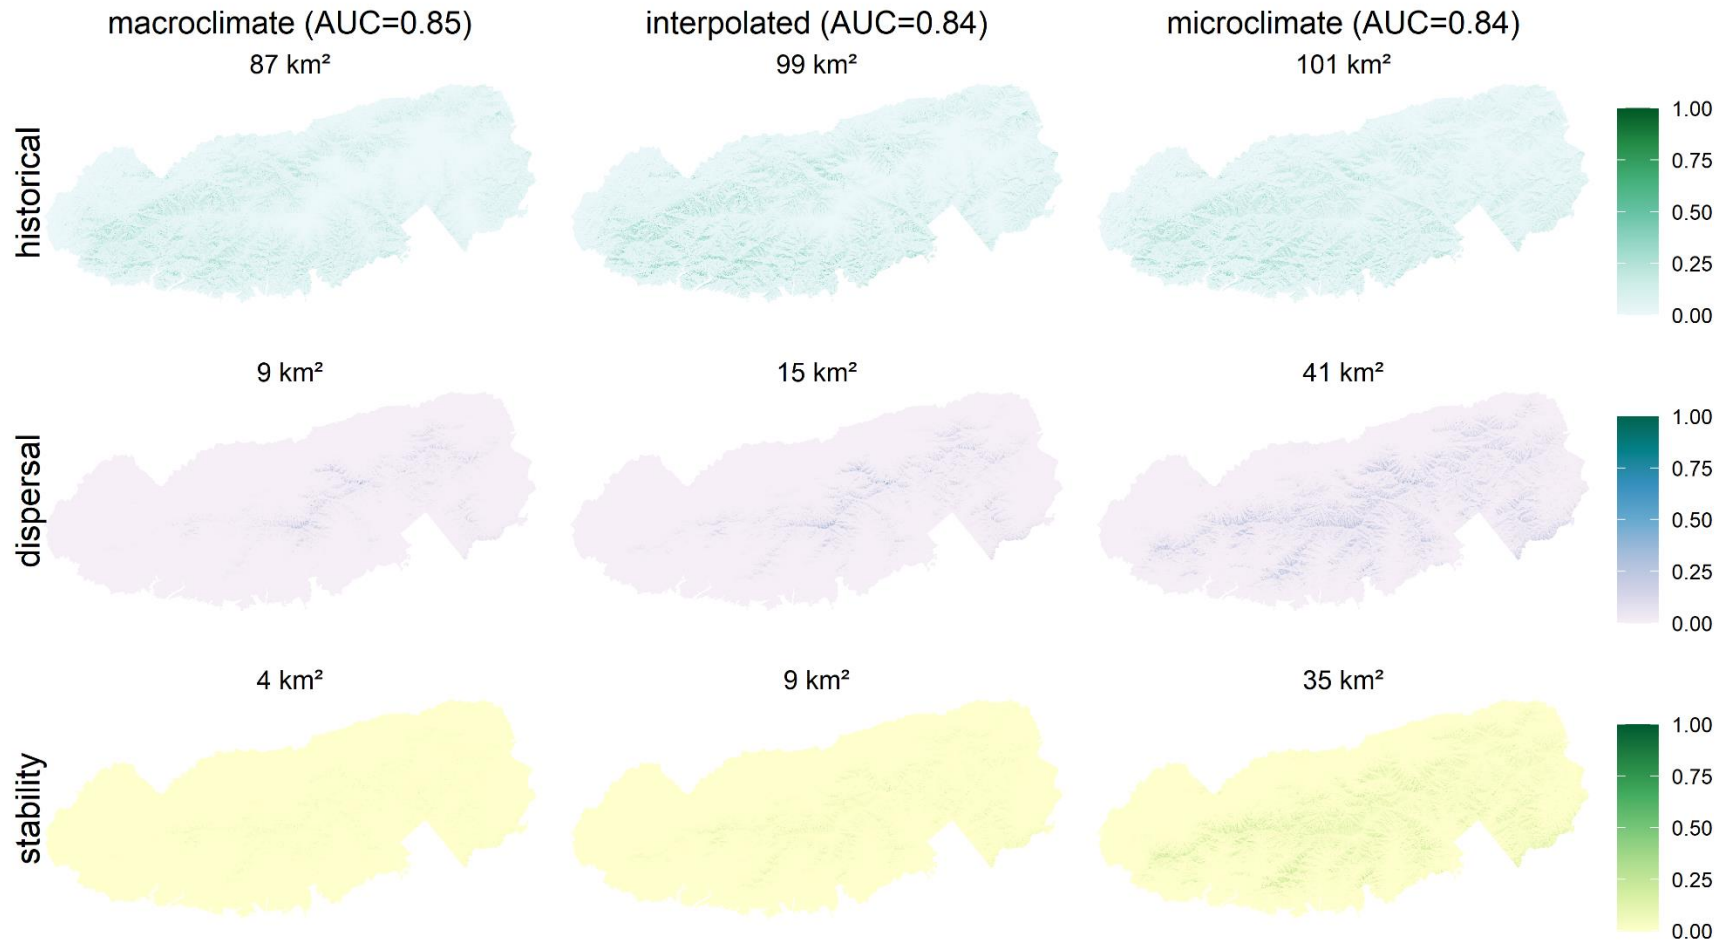 macroclimate (AUC=0.85) interpolated (AUC=0.84) microclimate (AUC=0.84)
87 km² 99 km² 101 km²
historical
1.00
0.75
0.50
0.25
0.00
9 km² 15 km² 41 km²
dispersal
1.00
0.75
0.50
0.25
0.00
4 km² 9 km² 35 km²
stability
1.00
0.75
0.50
0.25
0.00